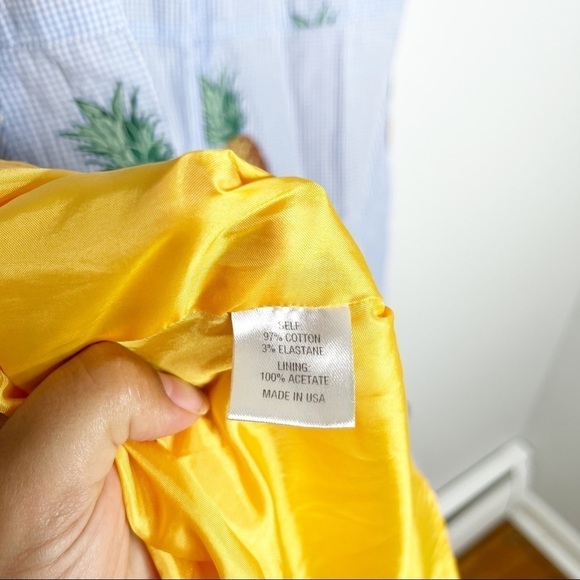 SELF:
97% COTTON
3% ELASTANE
LINING:
100% ACETATE
MADE IN USA